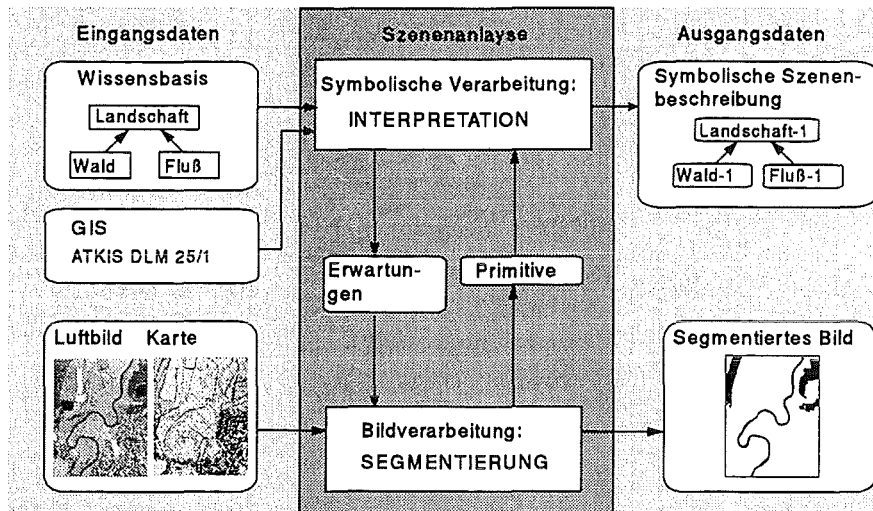 Eingangsdaten
Wissensbasis
Landschaft
Wald Fluß
GIS
ATKIS DLM 25/1
Luftbild Karte
Szenenanlayse
Symbolische Verarbeitung:
INTERPRETATION
Erwartun-
gen
Primitive
Bildverarbeitung:
SEGMENTIERUNG
Ausgangsdaten
Symbolische Szenen-
beschreibung
Landschaft-1
Wald-1 Fluß-1
Segmentiertes Bild